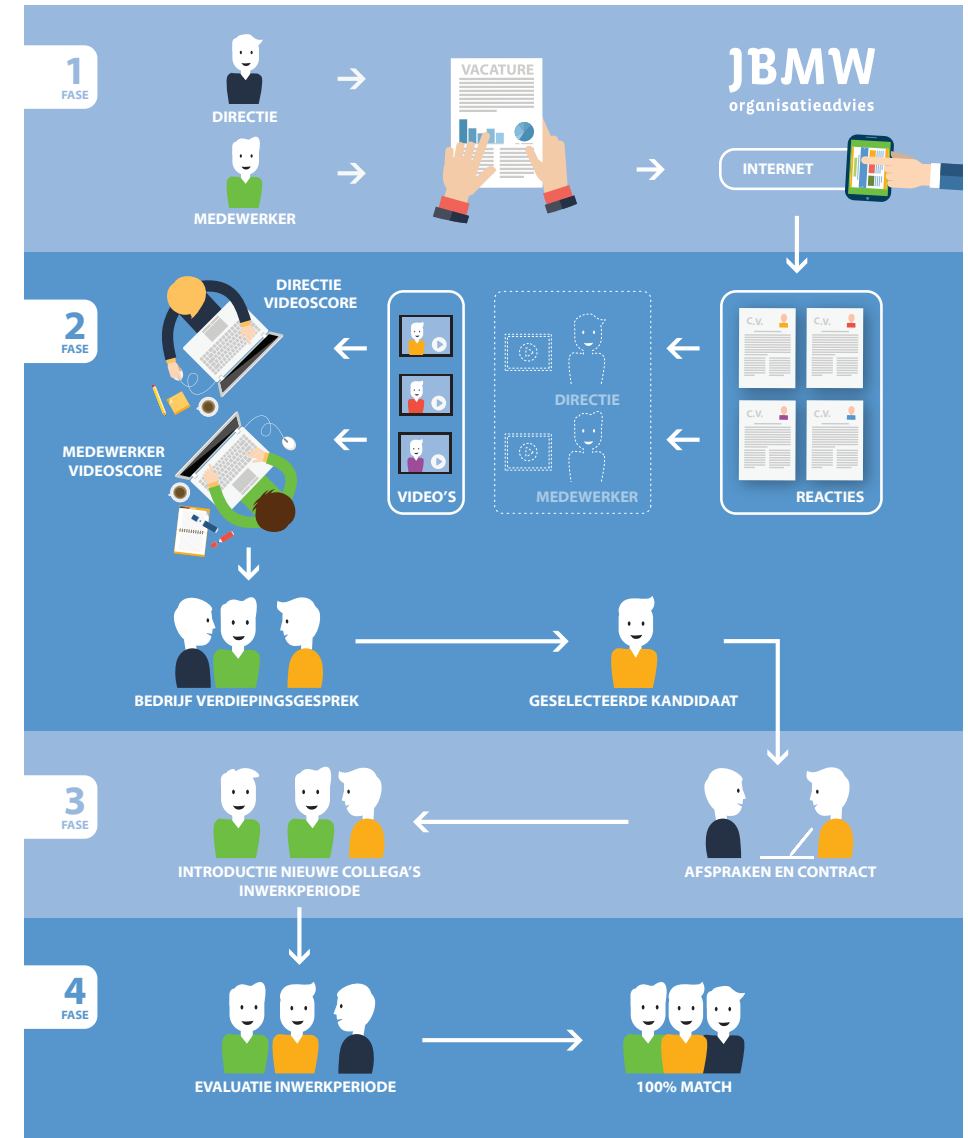 1
FASE
DIRECTIE
MEDEWERKER
VACATURE
JBMW
organisatieadvies
INTERNET
2
FASE
DIRECTIE
VIDEOSCORE
MEDEWERKER
VIDEOSCORE
VIDEO'S
DIRECTIE
MEDEWERKER
C.V.
C.V.
C.V.
C.V.
REACTIES
BEDRIJF VERDIEPINGSGESPREK
GESELECTEERDE KANDIDAAT
3
FASE
INTRODUCTIE NIEUWE COLLEGA'S
INWERKPERIODE
AFSPRAKEN EN CONTRACT
4
FASE
EVALUATIE INWERKPERIODE
100% MATCH